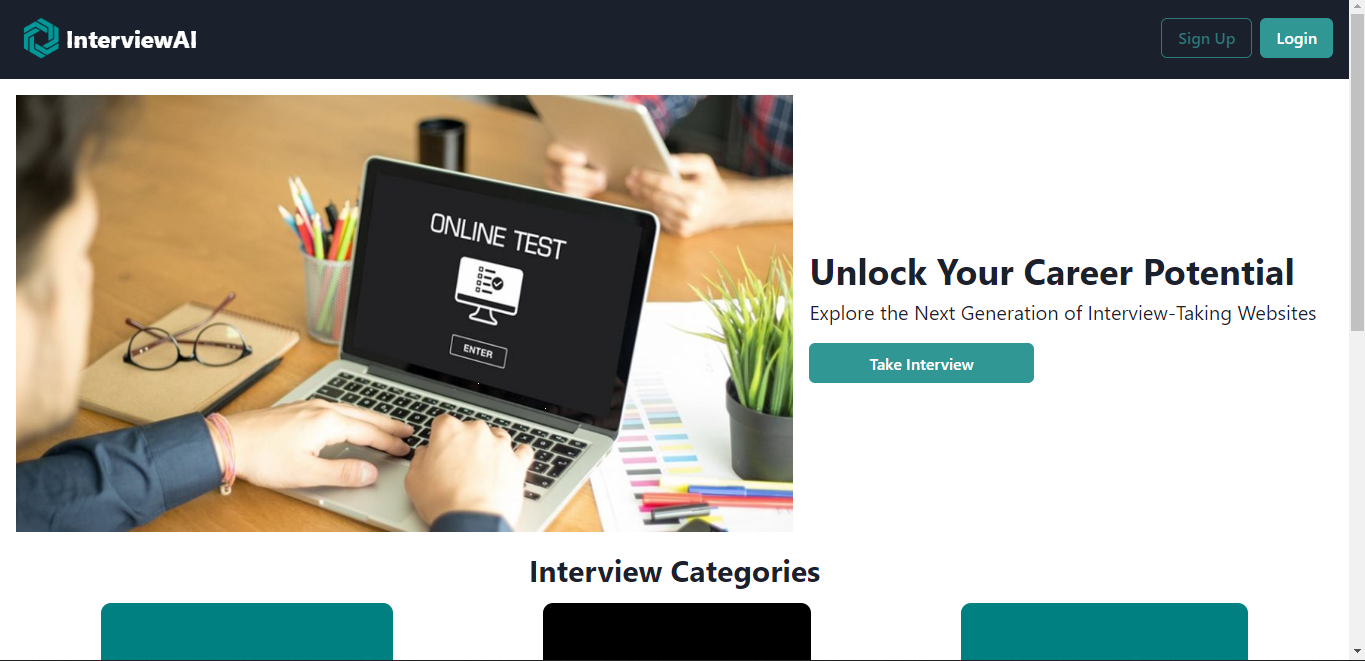 InterviewAI
Sign Up
Login
ONLINE TEST
ENTER
Unlock Your Career Potential
Explore the Next Generation of Interview-Taking Websites
Take Interview
Interview Categories